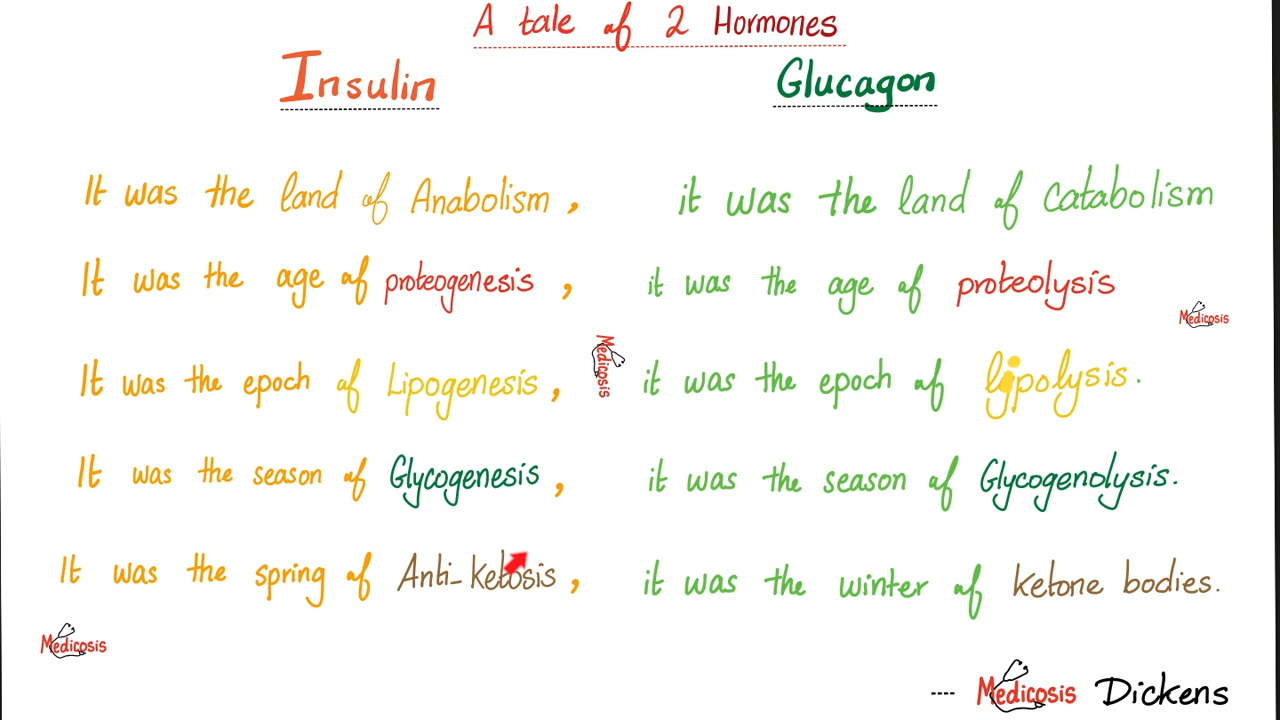 A tale of 2 Hormones
Insulin Glucagon
It was the land of Anabolism, it was the land of Catabolism
It was the age of proteogenesis, it was the age of proteolysis
Medicosis
Medicosis
It was the epoch of Lipogenesis, it was the epoch of lipolysis.
It was the season of Glycogenesis, it was the season of Glycogenolysis.
It was the spring of Anti-ketosis, it was the winter of ketone bodies.
Medicosis
---- Medicosis Dickens